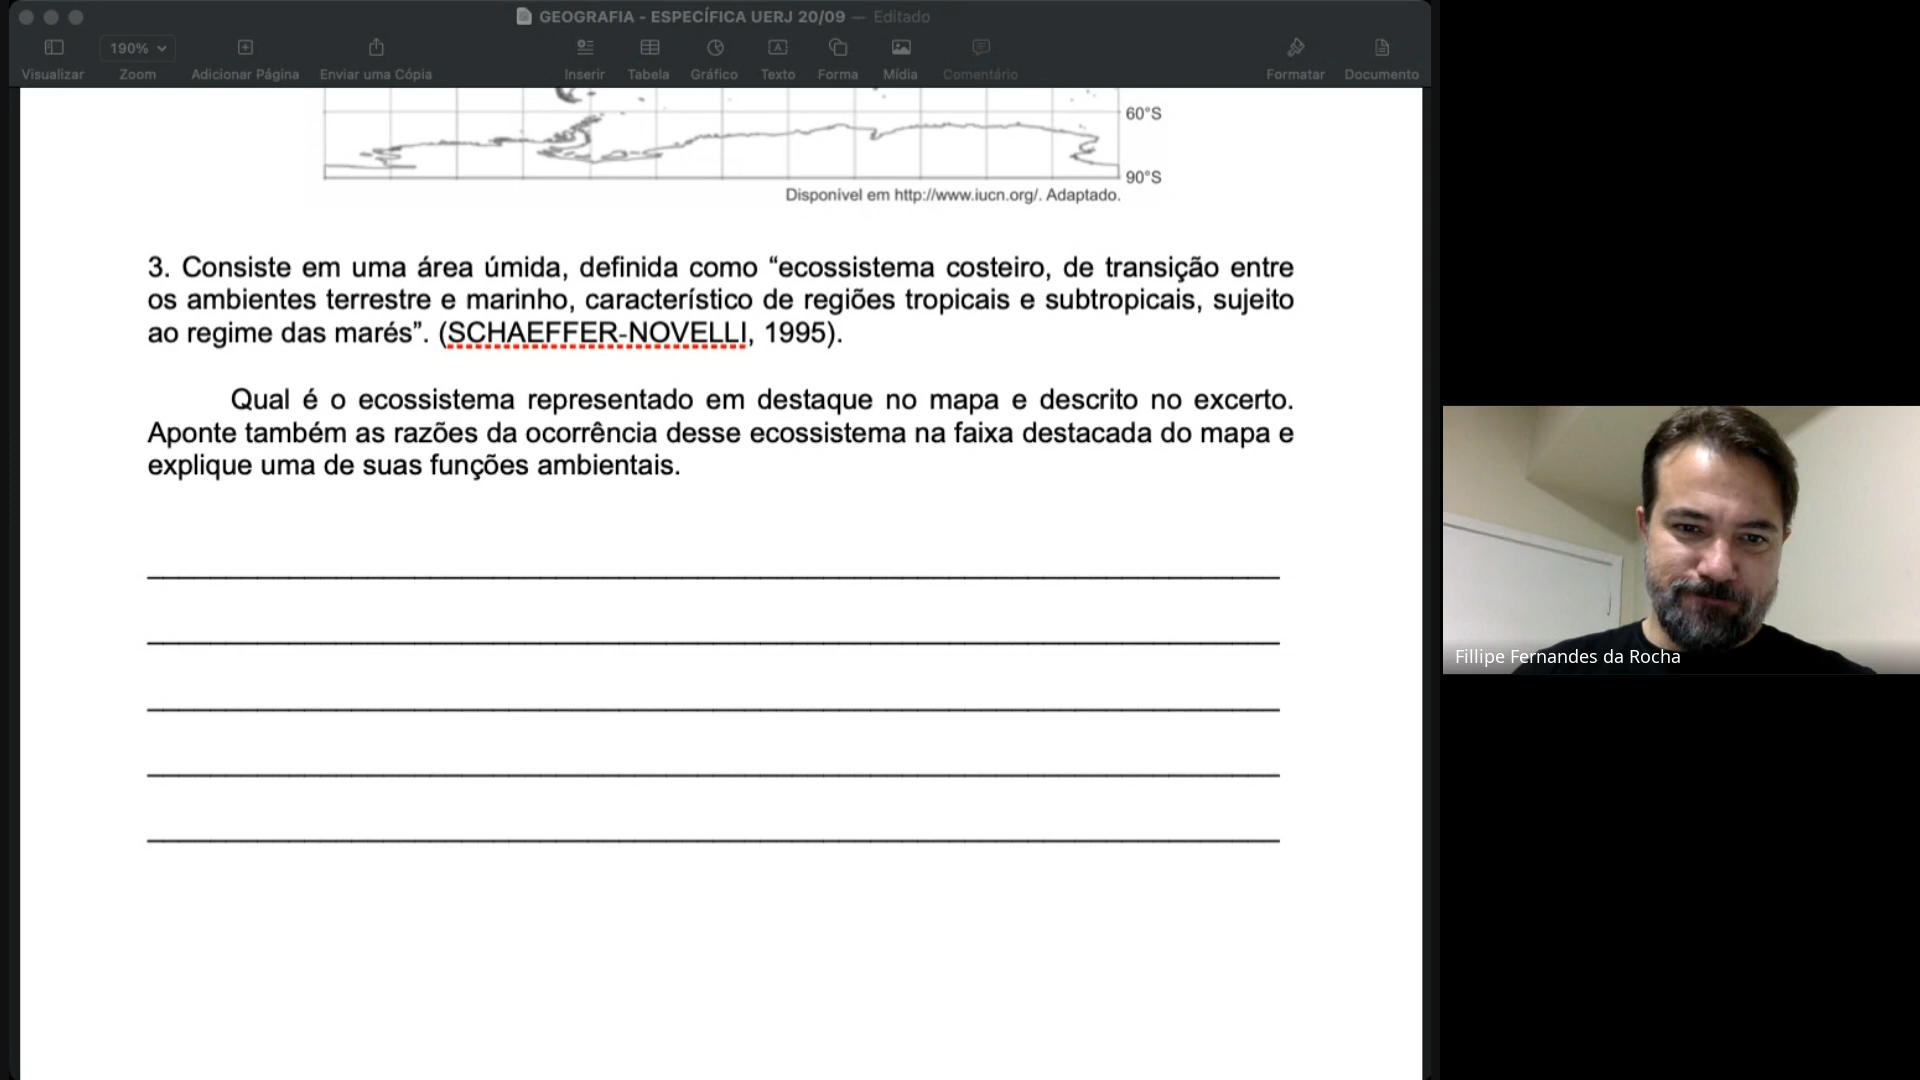 GEOGRAFIA - ESPECÍFICA UERJ 20/09 — Editado
190%
Visualizar Zoom Adicionar Página Enviar uma Cópia Inserir Tabela Gráfico Texto Forma Mídia Comentário Formatar Documento
60°S
90°S
Disponível em http://www.iucn.org/. Adaptado.
3. Consiste em uma área úmida, definida como “ecossistema costeiro, de transição entre
os ambientes terrestre e marinho, característico de regiões tropicais e subtropicais, sujeito
ao regime das marés”. (SCHAEFFER-NOVELLI, 1995).
Qual é o ecossistema representado em destaque no mapa e descrito no excerto.
Aponte também as razões da ocorrência desse ecossistema na faixa destacada do mapa e
explique uma de suas funções ambientais.
Fillipe Fernandes da Rocha